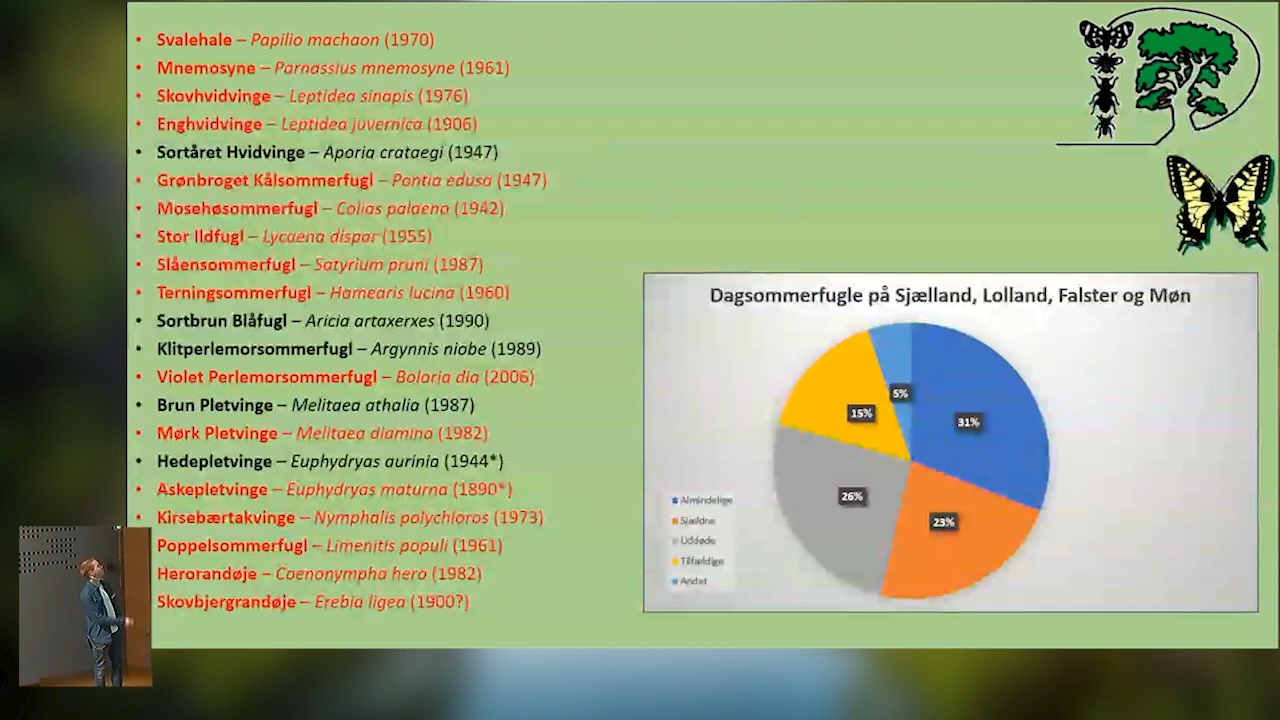 • Svalehale – Papilio machaon (1970)
• Mnemosyne – Parnassius mnemosyne (1961)
• Skovhvidvinge – Leptidea sinapis (1976)
• Enghvidvinge – Leptidea juvernica (1906)
• Sortåret Hvidvinge – Aporia crataegi (1947)
• Grønbroget Kålsommerfugl – Pontia edusa (1947)
• Mosehøsommerfugl – Colias palaeno (1942)
• Stor Ildfugl – Lycaena dispar (1955)
• Slåensommerfugl – Satyrium pruni (1987)
• Terningsommerfugl – Hamearis lucina (1960)
• Sortbrun Blåfugl – Aricia artaxerxes (1990)
• Klitperlemorsommerfugl – Argynnis niobe (1989)
• Violet Perlemorsommerfugl – Boloria dia (2006)
• Brun Pletvinge – Melitaea athalia (1987)
• Mørk Pletvinge – Melitaea diamina (1982)
• Hedepletvinge – Euphydryas aurinia (1944*)
• Askepletvinge – Euphydryas maturna (1890*)
• Kirsebærtakvinge – Nymphalis polychloros (1973)
Poppelsommerfugl – Limenitis populi (1961)
Herorandøje – Coenonympha hero (1982)
Skovbjergrandøje – Erebia ligea (1900?)
Dagsommerfugle på Sjælland, Lolland, Falster og Møn
5%
15%
31%
26%
23%
Almindelige
Sjældne
Uddøde
Tilfældige
Andet